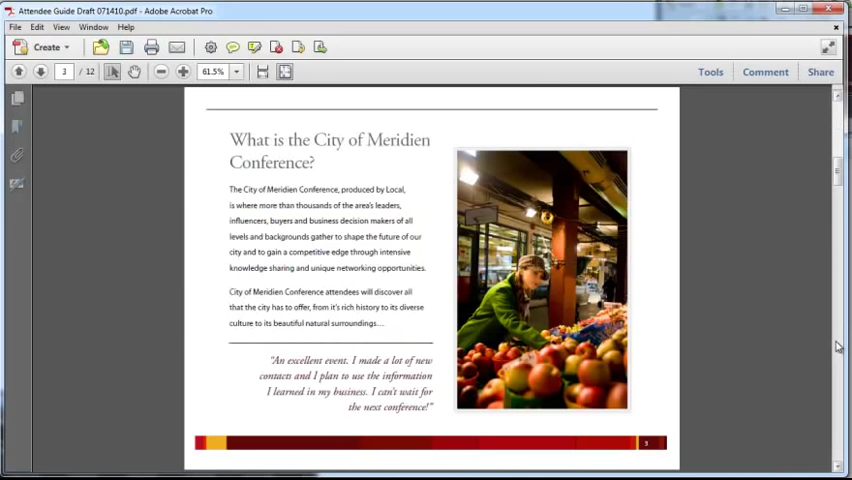 Attendee Guide Draft 071410.pdf - Adobe Acrobat Pro
File Edit View Window Help
Create
3 / 12 61.5% Tools Comment Share
What is the City of Meridien
Conference?
The City of Meridien Conference, produced by Local,
is where more than thousands of the area's leaders,
influencers, buyers and business decision makers of all
levels and backgrounds gather to shape the future of our
city and to gain a competitive edge through intensive
knowledge sharing and unique networking opportunities.
City of Meridien Conference attendees will discover all
that the city has to offer, from it's rich history to its diverse
culture to its beautiful natural surroundings....
"An excellent event. I made a lot of new
contacts and I plan to use the information
I learned in my business. I can't wait for
the next conference!"
3